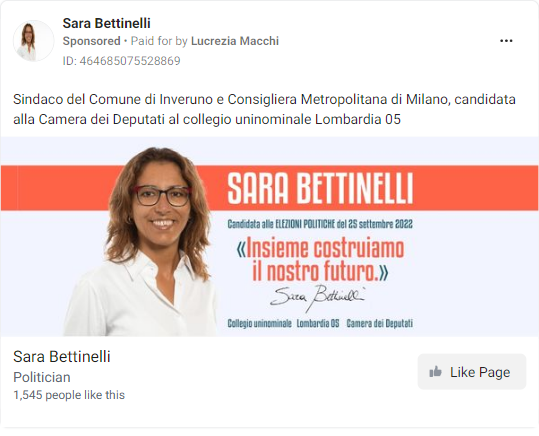 Sara Bettinelli
Sponsored • Paid for by Lucrezia Macchi
ID: 464685075528869
Sindaco del Comune di Inveruno e Consigliera Metropolitana di Milano, candidata
alla Camera dei Deputati al collegio uninominale Lombardia 05
SARA BETTINELLI
Candidata alle ELEZIONI POLITICHE del 25 settembre 2022
«Insieme costruiamo
il nostro futuro.»
Sara Bettinelli
Collegio uninominale Lombardia 05 Camera dei Deputati
Sara Bettinelli
Politician
1,545 people like this
Like Page